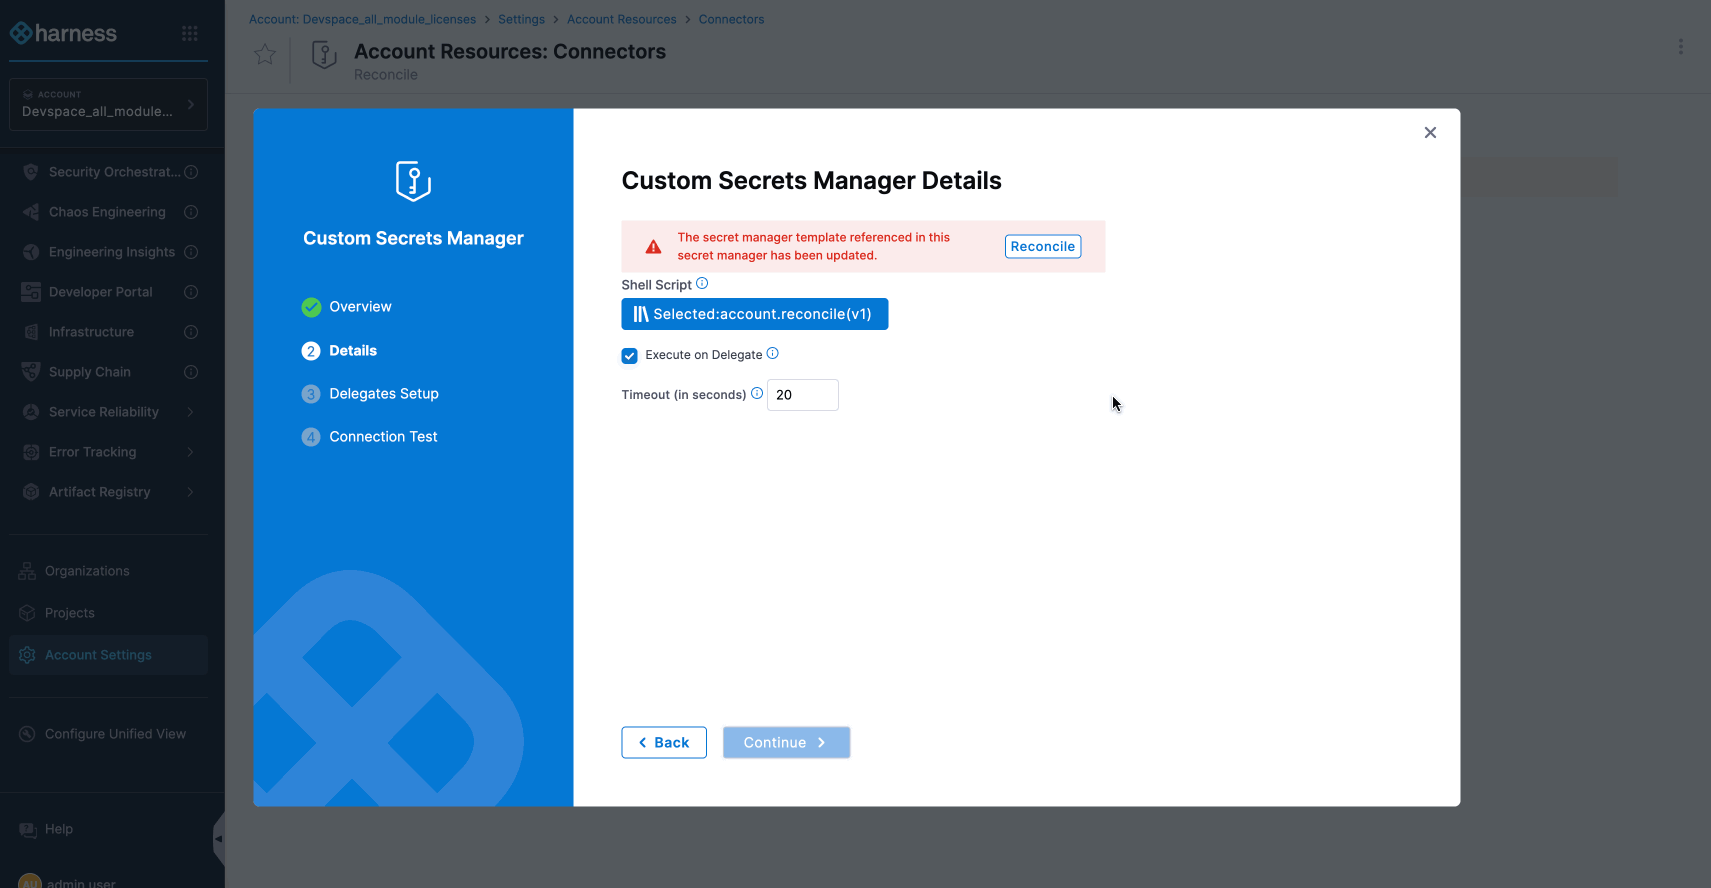 harness
Account: Devspace_all_module_licenses > Settings > Account Resources > Connectors
Account Resources: Connectors
Reconcile
ACCOUNT
Devspace_all_module...
Security Orchestrat...
Chaos Engineering
Engineering Insights
Developer Portal
Infrastructure
Supply Chain
Service Reliability
Error Tracking
Artifact Registry
Organizations
Projects
Account Settings
Configure Unified View
Help
AU admin user
Custom Secrets Manager
Overview
2 Details
3 Delegates Setup
4 Connection Test
Custom Secrets Manager Details
The secret manager template referenced in this
secret manager has been updated.
Reconcile
Shell Script
Selected:account.reconcile(v1)
Execute on Delegate
Timeout (in seconds) 20
Back
Continue